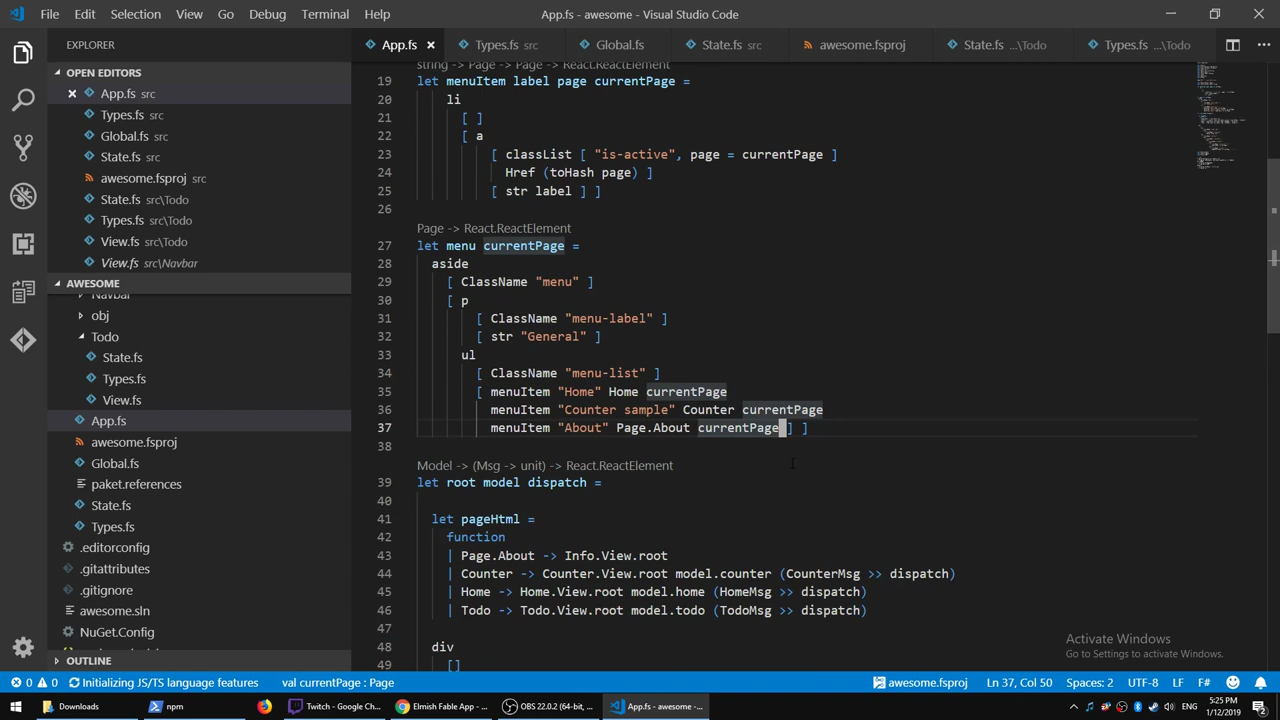 File Edit Selection View Go Debug Terminal Help App.fs - awesome - Visual Studio Code
EXPLORER
App.fs Types.fs src Global.fs State.fs src awesome.fsproj State.fs ...\Todo Types.fs ...\Todo
OPEN EDITORS
App.fs src
Types.fs src
Global.fs src
State.fs src
awesome.fsproj src
State.fs src\Todo
Types.fs src\Todo
View.fs src\Todo
View.fs src\Navbar
AWESOME
Navbar
obj
Todo
State.fs
Types.fs
View.fs
App.fs
awesome.fsproj
Global.fs
paket.references
State.fs
Types.fs
.editorconfig
.gitattributes
.gitignore
awesome.sln
NuGet.Config
OUTLINE
string -> Page -> Page -> React.ReactElement
19 let menuItem label page currentPage =
20 li
21 [ ]
22 [ a
23 [ classList [ "is-active", page = currentPage ]
24 Href (toHash page) ]
25 [ str label ] ]
26
Page -> React.ReactElement
27 let menu currentPage =
28 aside
29 [ ClassName "menu" ]
30 [ p
31 [ ClassName "menu-label" ]
32 [ str "General" ]
33 ul
34 [ ClassName "menu-list" ]
35 [ menuItem "Home" Home currentPage
36 menuItem "Counter sample" Counter currentPage
37 menuItem "About" Page.About currentPage ] ]
38
Model -> (Msg -> unit) -> React.ReactElement
39 let root model dispatch =
40
41 let pageHtml =
42 function
43 | Page.About -> Info.View.root
44 | Counter -> Counter.View.root model.counter (CounterMsg >> dispatch)
45 | Home -> Home.View.root model.home (HomeMsg >> dispatch)
46 | Todo -> Todo.View.root model.todo (TodoMsg >> dispatch)
47
48 div
49 []
Activate Windows
Go to Settings to activate Windows.
0 0 Initializing JS/TS language features val currentPage : Page awesome.fsproj Ln 37, Col 50 Spaces: 2 UTF-8 LF F#
Downloads npm Twitch - Google Ch... Elmish Fable App - ... OBS 22.0.2 (64-bit, ... App.fs - awesome -... 5:25 PM
1/12/2019